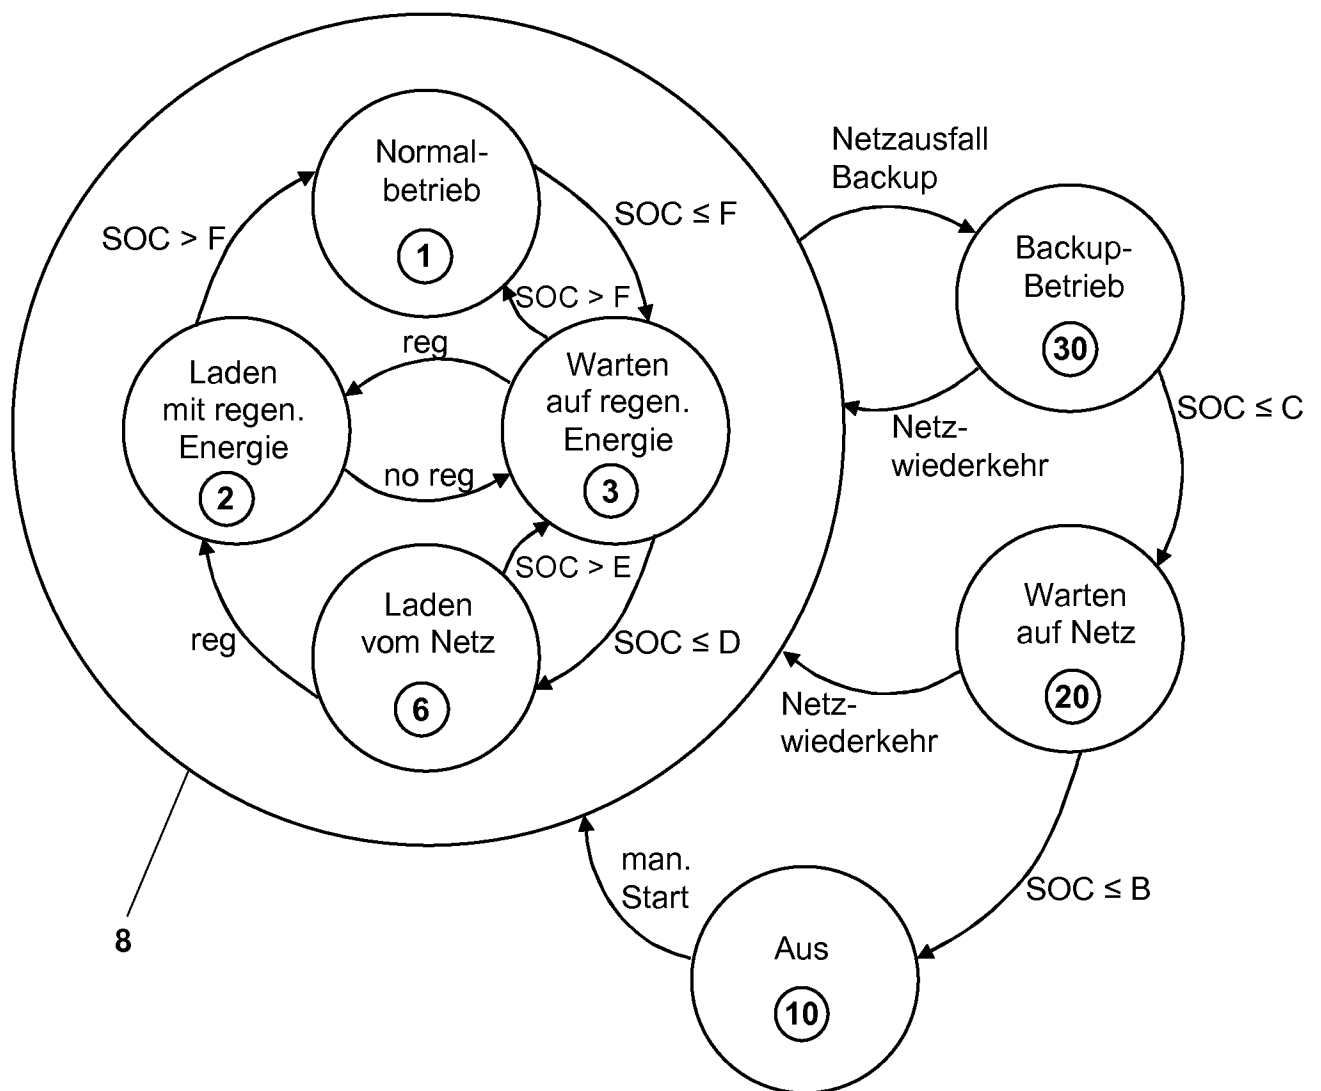 Normal-
betrieb
1
SOC > F
SOC ≤ F
SOC > F
reg
Laden
mit regen.
Energie
2
Warten
auf regen.
Energie
3
no reg
SOC > E
Laden
vom Netz
6
reg
SOC ≤ D
8
Netzausfall
Backup
Backup-
Betrieb
30
Netz-
wiederkehr
SOC ≤ C
Warten
auf Netz
20
Netz-
wiederkehr
SOC ≤ B
man.
Start
Aus
10